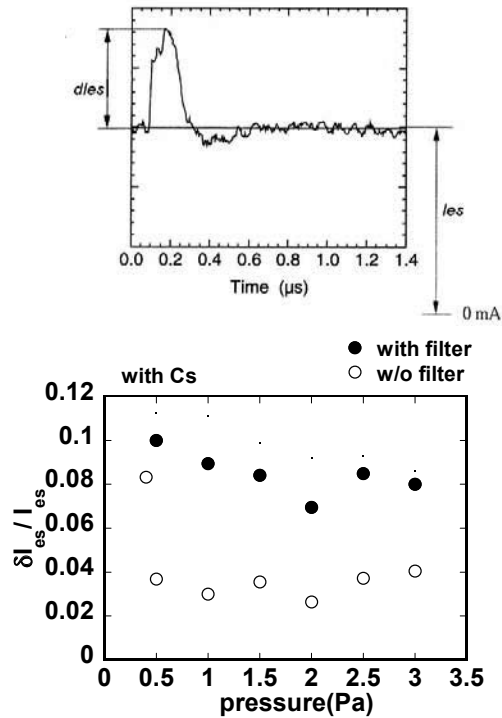 dIes
Ies
0.0 0.2 0.4 0.6 0.8 1.0 1.2 1.4
Time (µs)
0 mA
● with filter
○ w/o filter
with Cs
0.12
0.1
0.08
0.06
0.04
0.02
0
δIes / Ies
0 0.5 1 1.5 2 2.5 3 3.5
pressure(Pa)